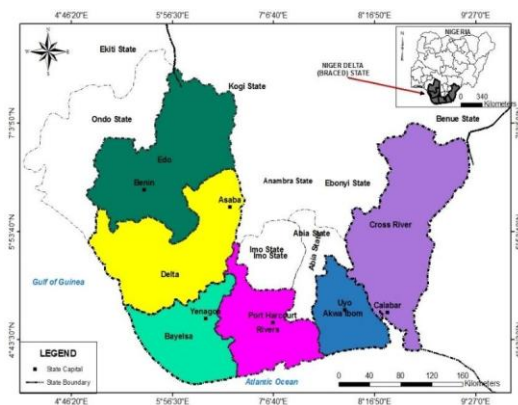 4°46'20"E 5°56'30"E 7°6'40"E 8°16'50"E 9°27'0"E
NIGERIA
NIGER DELTA
(BRACED) STATE
0 340
Kilometers
Ekiti State
Kogi State
Benue State
7°3'50"N
Ondo State
Edo
Benin
Anambra State
Ebonyi State
Asaba
Cross River
5°53'40"N
Abia State
Imo State
Imo State
Abia State
Gulf of Guinea
Delta
Yenagoa
Bayelsa
Port Harcourt
Rivers
Uyo
Akwa Ibom
Calabar
4°43'30"N
LEGEND
State Capital
State Boundary
Atlantic Ocean
0 20 40 80 120 160
Kilometers
4°46'20"E 5°56'30"E 7°6'40"E 8°16'50"E 9°27'0"E